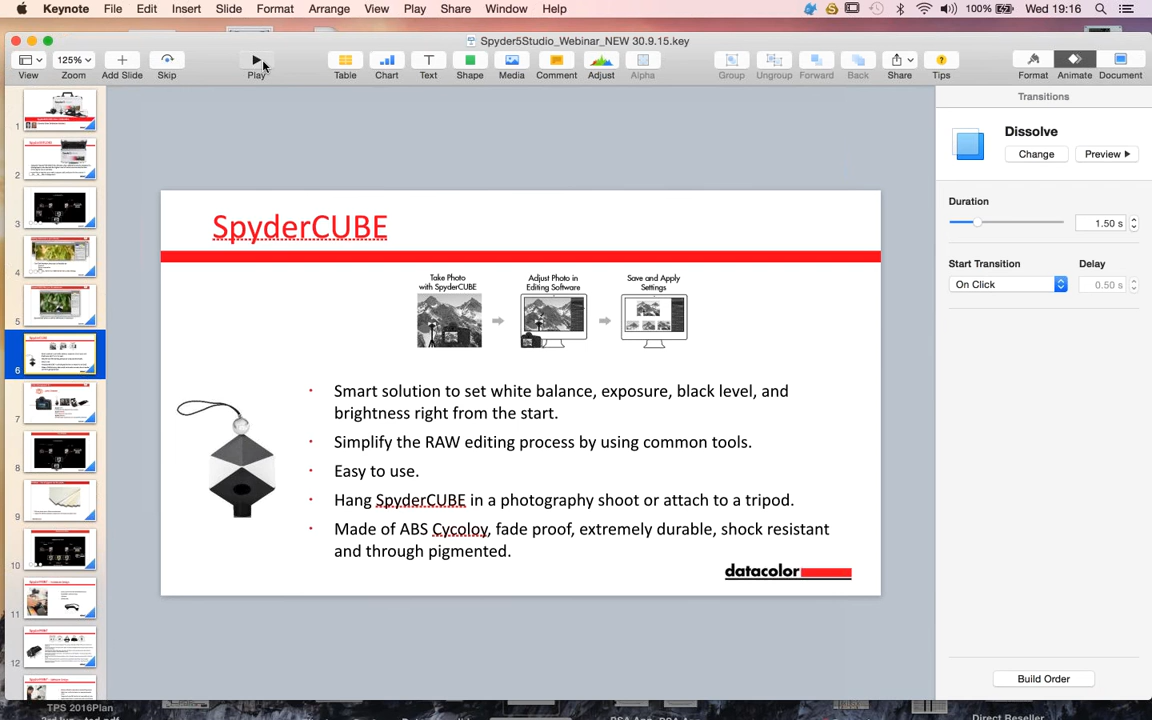 Keynote File Edit Insert Slide Format Arrange View Play Share Window Help 100% Wed 19:16
Spyder5Studio_Webinar_NEW 30.9.15.key
125%
View Zoom Add Slide Skip Play Table Chart Text Shape Media Comment Adjust Alpha Group Ungroup Forward Back Share Tips Format Animate Document
Transitions
Dissolve
Change Preview
Duration
1.50 s
Start Transition Delay
On Click 0.50 s
Build Order
1
2
3
4
5
6
7
8
9
10
11
12
SpyderCUBE
Take Photo
with SpyderCUBE
Adjust Photo in
Editing Software
Save and Apply
Settings
· Smart solution to set white balance, exposure, black level, and
brightness right from the start.
· Simplify the RAW editing process by using common tools.
· Easy to use.
· Hang SpyderCUBE in a photography shoot or attach to a tripod.
· Made of ABS Cycoloy, fade proof, extremely durable, shock resistant
and through pigmented.
datacolor
TPS 2016Plan